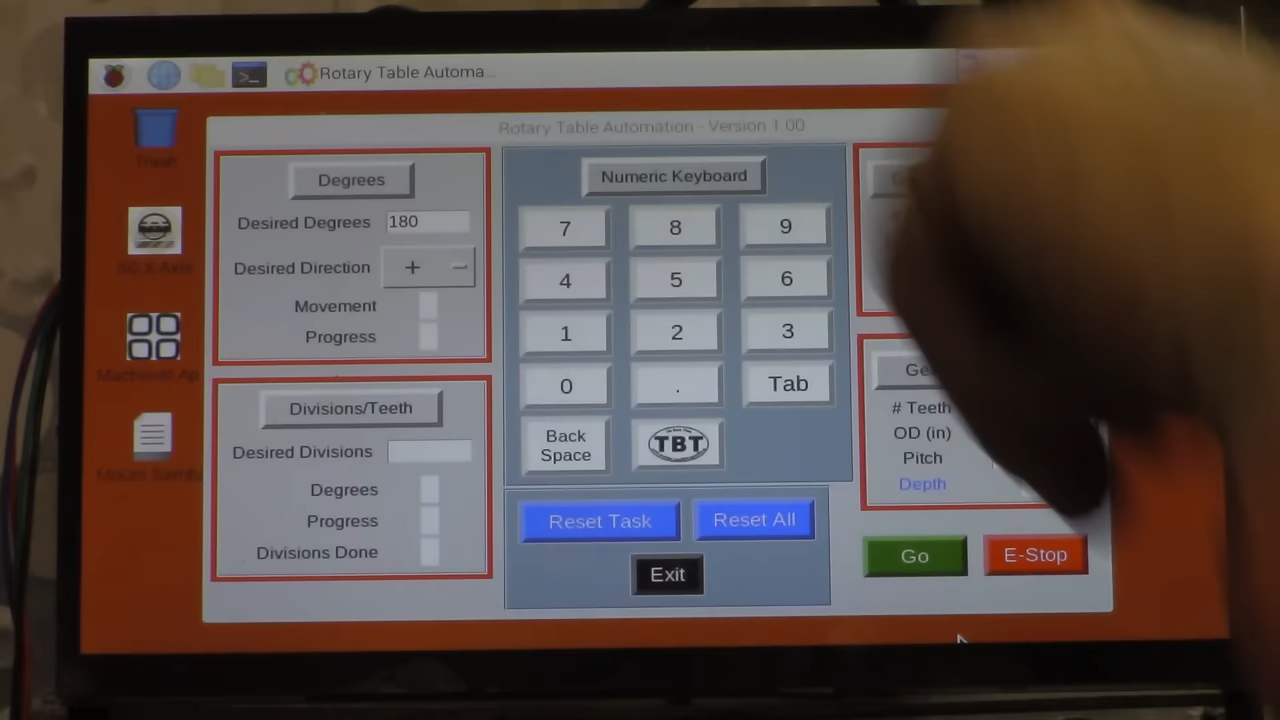 Rotary Table Automa...
Rotary Table Automation - Version 1.00
Trash
Degrees
Desired Degrees 180
Desired Direction + −
Movement
Progress
Divisions/Teeth
Desired Divisions
Degrees
Progress
Divisions Done
Numeric Keyboard
7 8 9
4 5 6
1 2 3
0 . Tab
Back
Space
TBT
Reset Task Reset All
Exit
# Teeth
OD (in)
Pitch
Depth
Go E-Stop